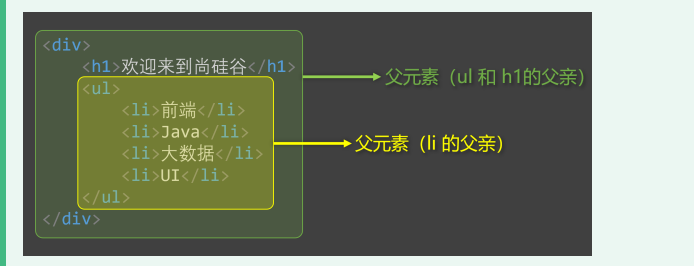 <div>
<h1>欢迎来到尚硅谷</h1>
父元素（ul 和 h1的父亲）
<ul>
<li>前端</li>
<li>Java</li>
父元素（li 的父亲）
<li>大数据</li>
<li>UI</li>
</ul>
</div>